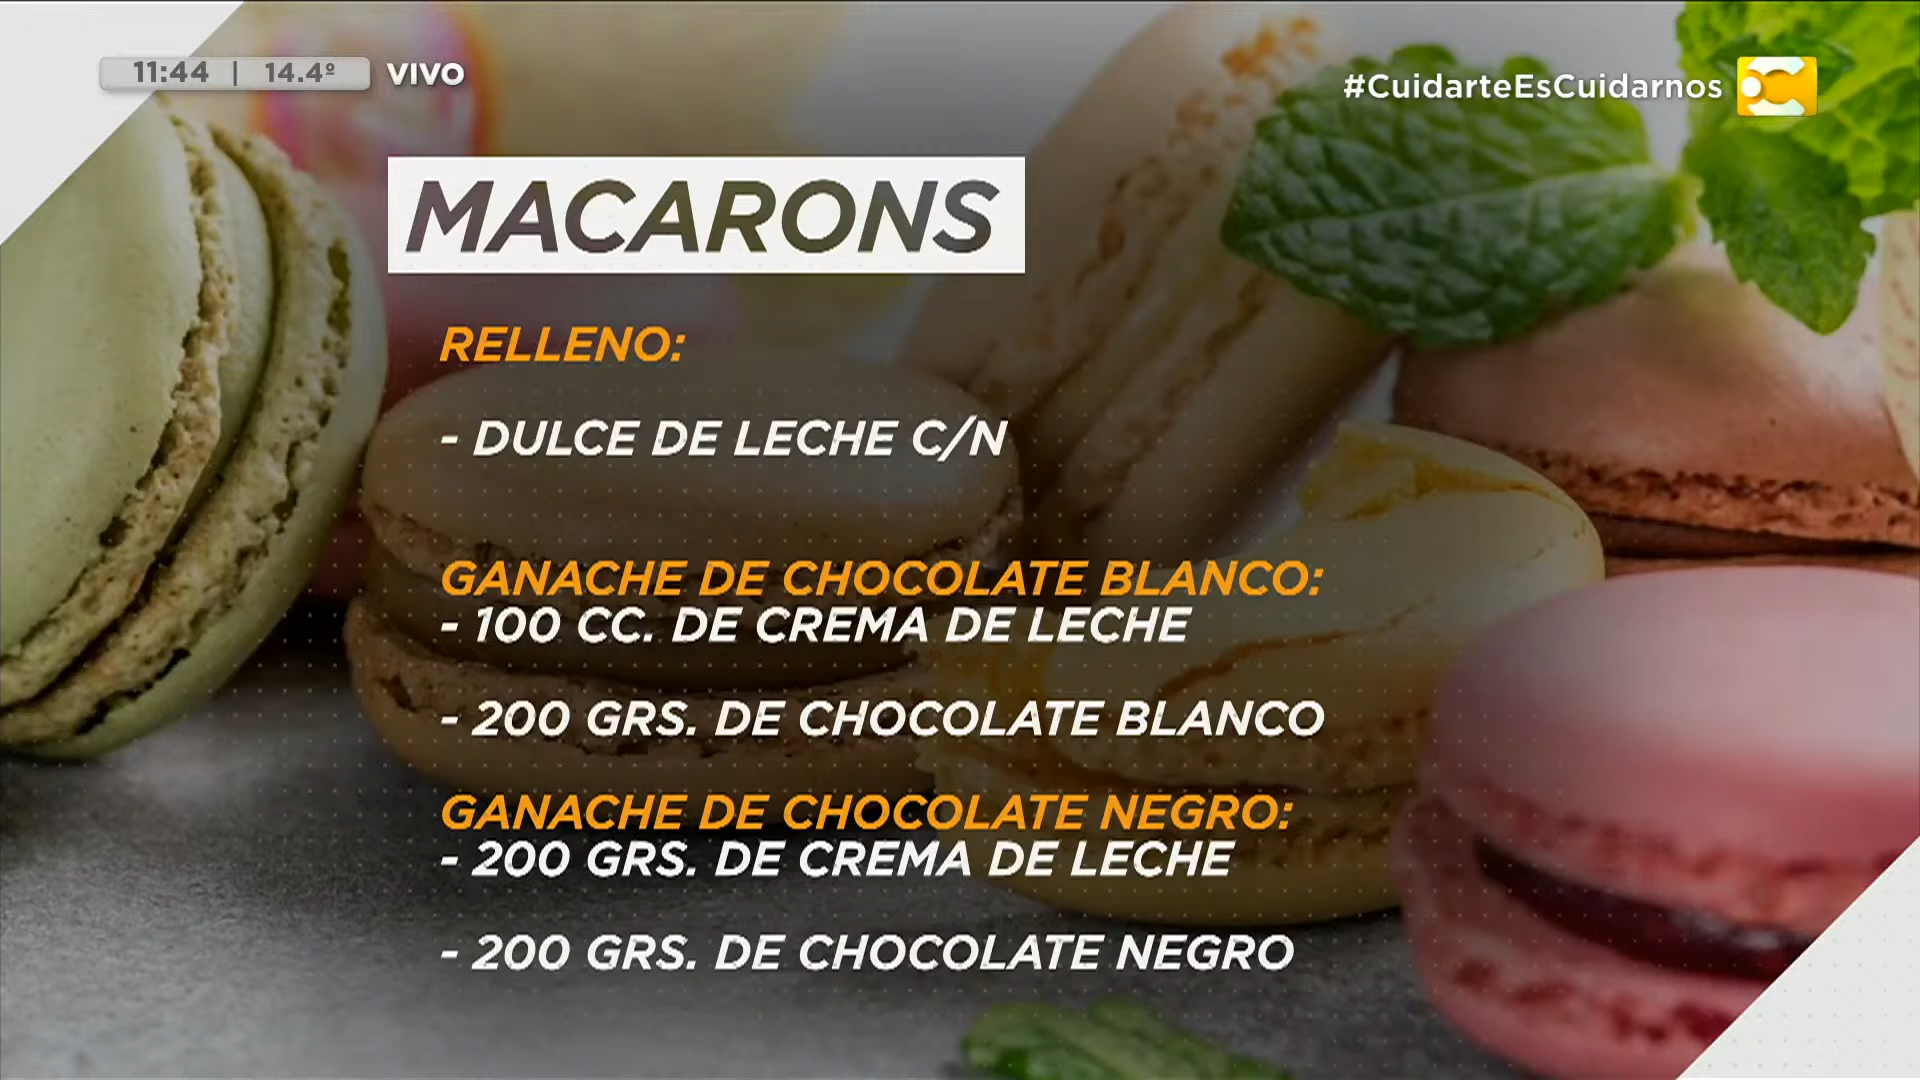 11:44 | 14.4º VIVO
#CuidarteEsCuidarnos
MACARONS
RELLENO:
- DULCE DE LECHE C/N
GANACHE DE CHOCOLATE BLANCO:
- 100 CC. DE CREMA DE LECHE
- 200 GRS. DE CHOCOLATE BLANCO
GANACHE DE CHOCOLATE NEGRO:
- 200 GRS. DE CREMA DE LECHE
- 200 GRS. DE CHOCOLATE NEGRO